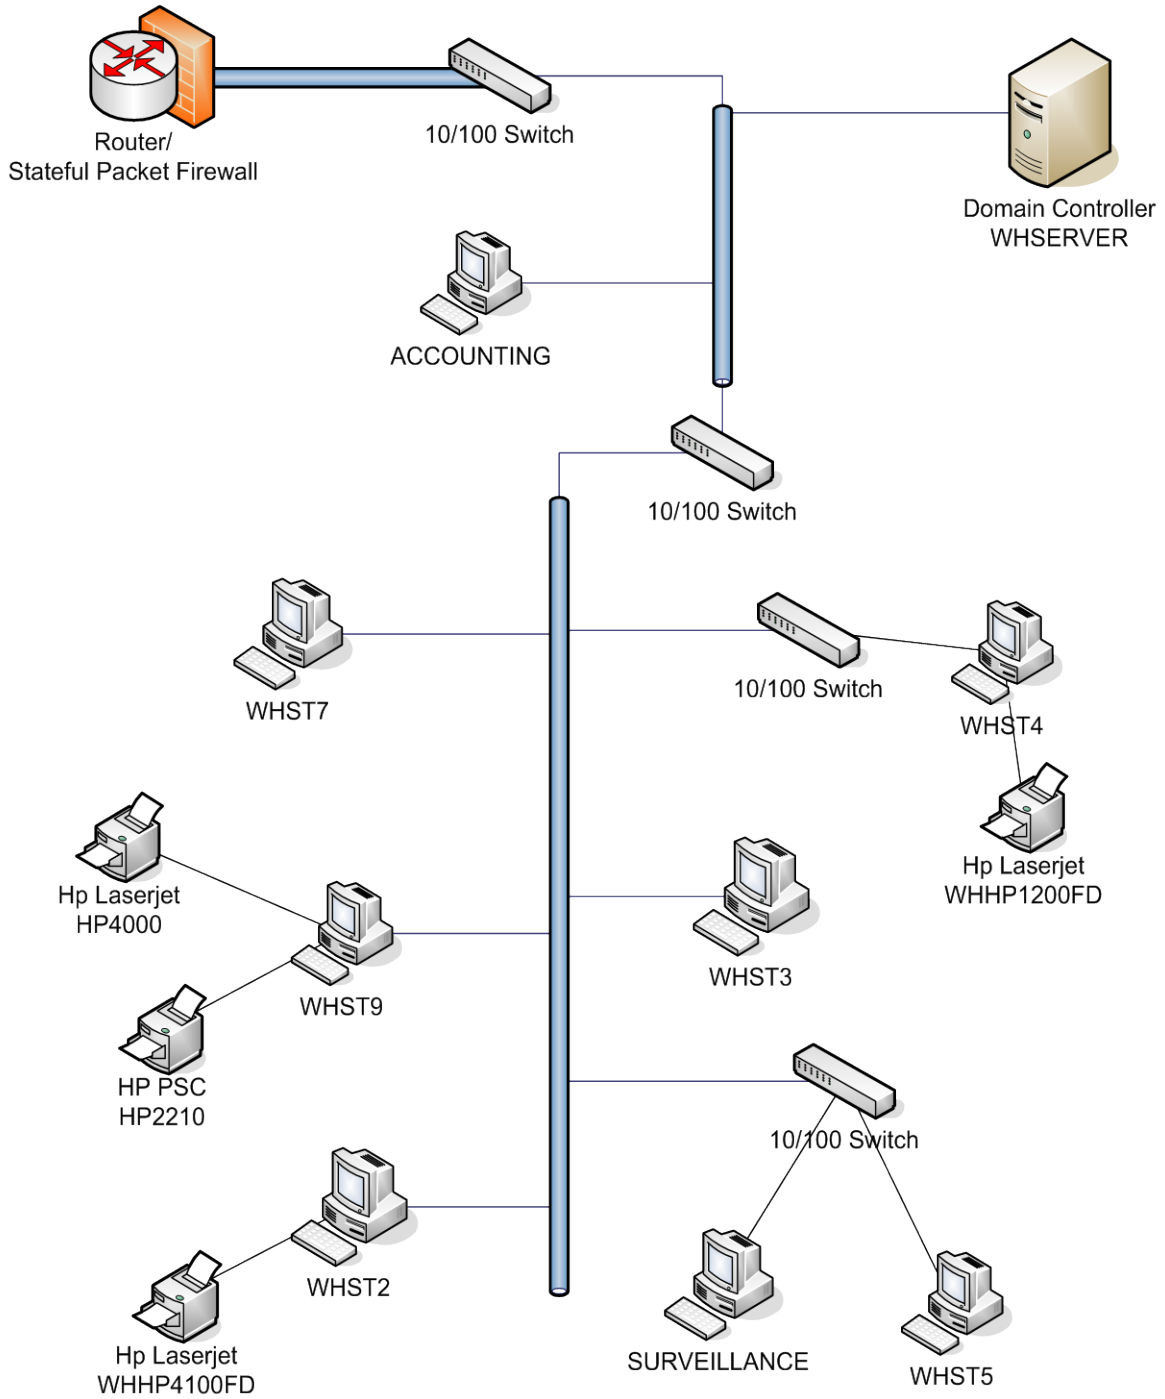 Router/
Stateful Packet Firewall
10/100 Switch
Domain Controller
WHSERVER
ACCOUNTING
10/100 Switch
WHST7
10/100 Switch
WHST4
Hp Laserjet
WHHP1200FD
Hp Laserjet
HP4000
WHST9
WHST3
HP PSC
HP2210
10/100 Switch
WHST2
Hp Laserjet
WHHP4100FD
SURVEILLANCE
WHST5